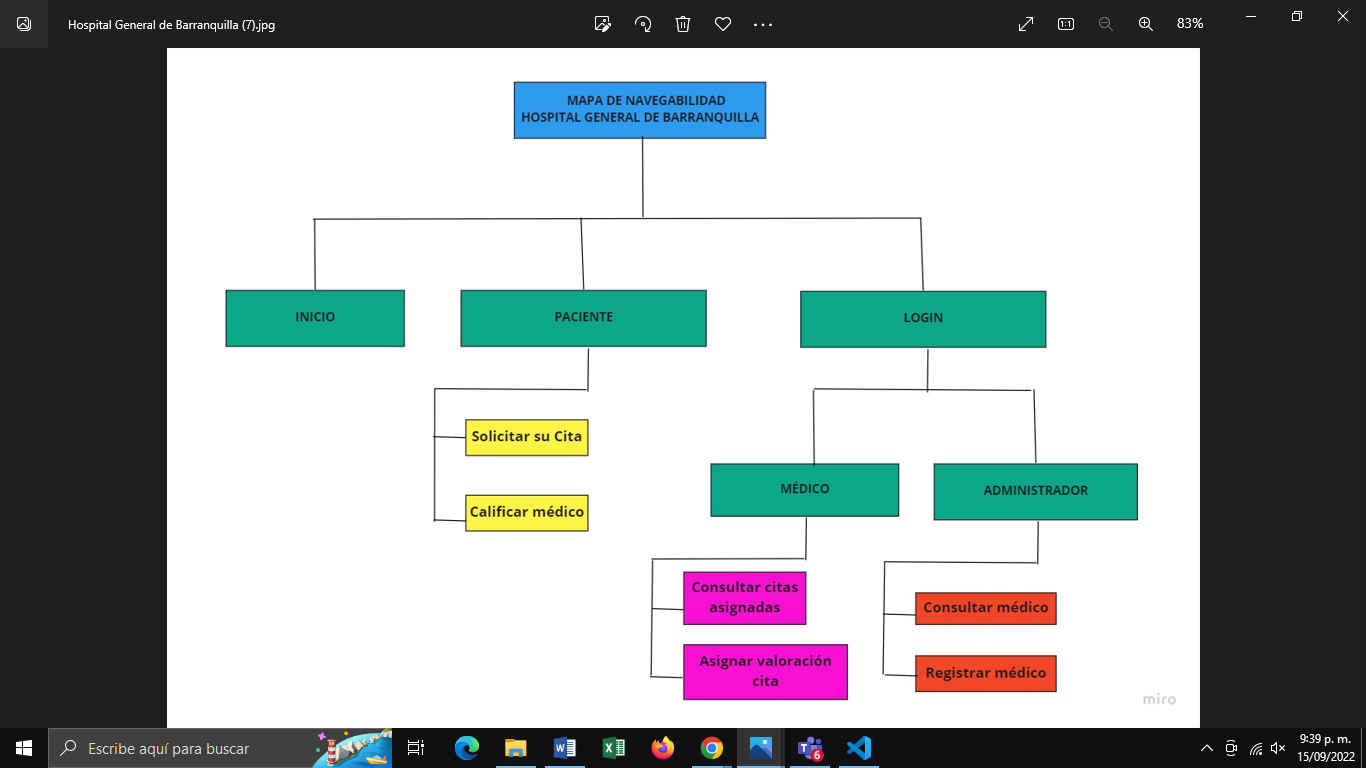 Hospital General de Barranquilla (7).jpg
83%
MAPA DE NAVEGABILIDAD
HOSPITAL GENERAL DE BARRANQUILLA
INICIO
PACIENTE
LOGIN
Solicitar su Cita
Calificar médico
MÉDICO
ADMINISTRADOR
Consultar citas
asignadas
Asignar valoración
cita
Consultar médico
Registrar médico
miro
Escribe aquí para buscar
6
9:39 p. m.
15/09/2022